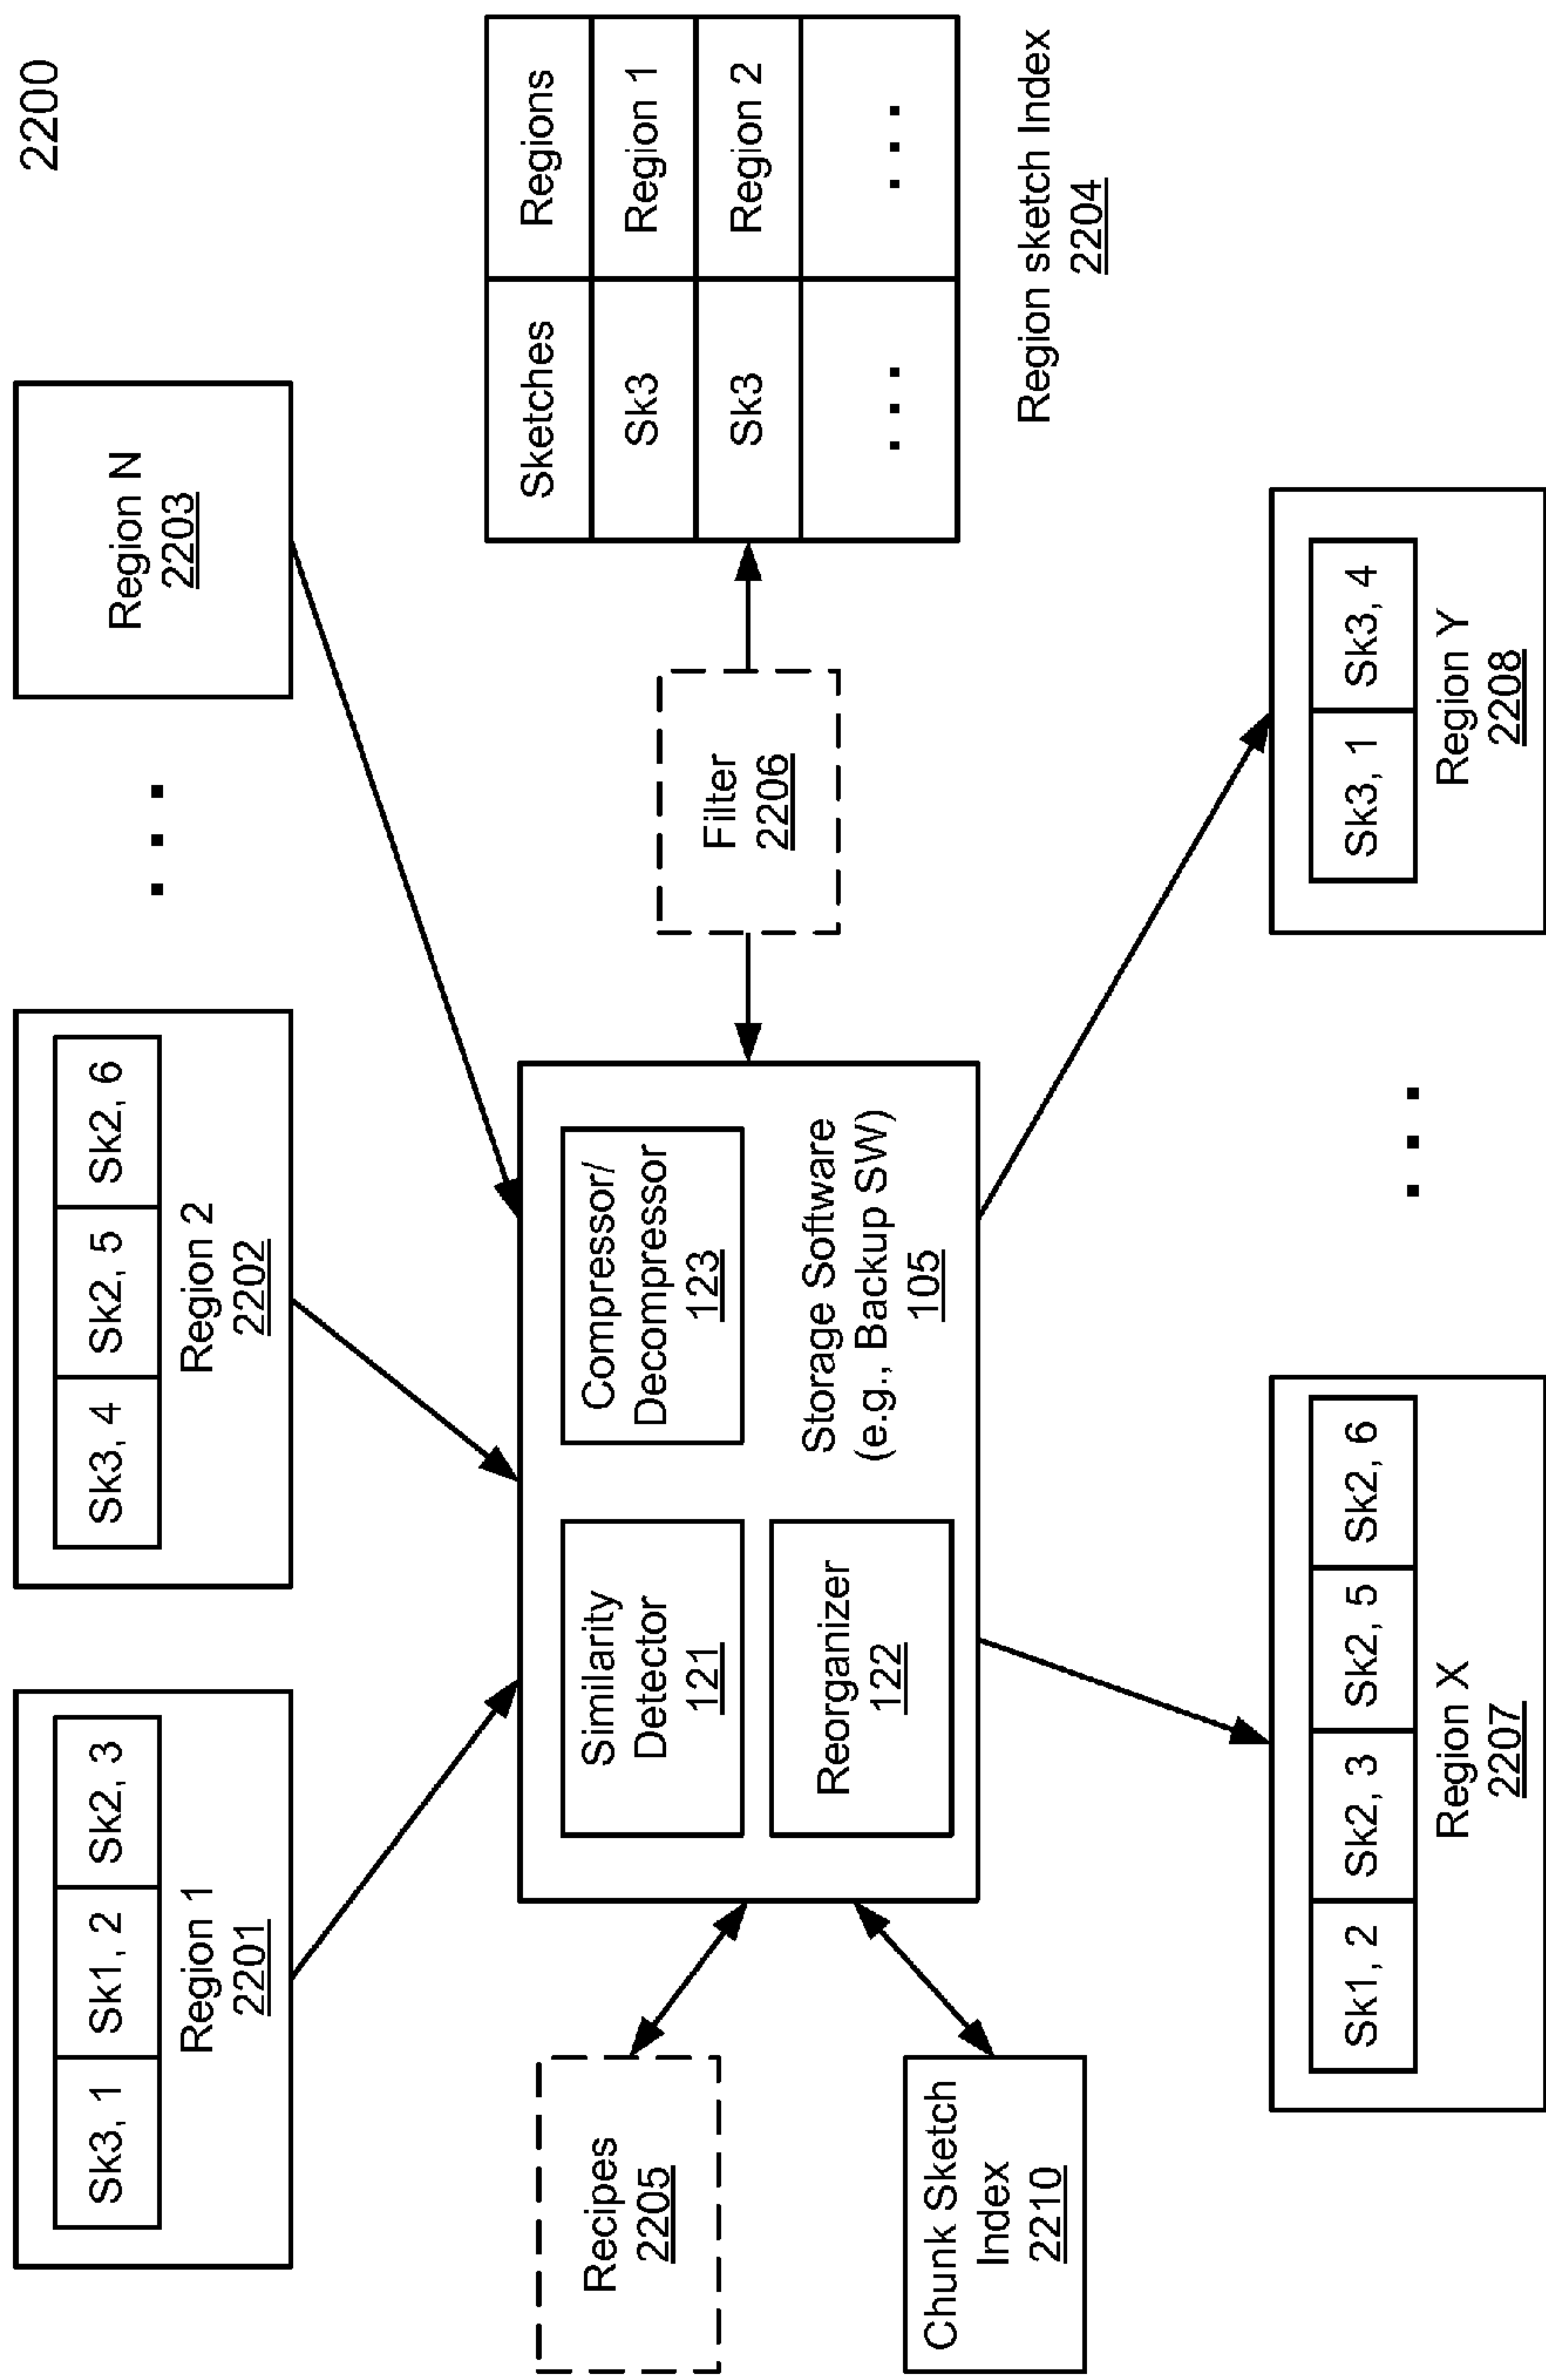 2200
Sk3, 1
Sk1, 2
Sk2, 3
Region 1
2201
Sk3, 4
Sk2, 5
Sk2, 6
Region 2
2202
. . .
Region N
2203
Recipes
2205
Chunk Sketch
Index
2210
Similarity
Detector
121
Compressor/
Decompressor
123
Reorganizer
122
Storage Software
(e.g., Backup SW)
105
Filter
2206
Sketches
Regions
Sk3
Region 1
Sk3
Region 2
. . .
. . .
Region sketch Index
2204
Sk1, 2
Sk2, 3
Sk2, 5
Sk2, 6
Region X
2207
. . .
Sk3, 1
Sk3, 4
Region Y
2208